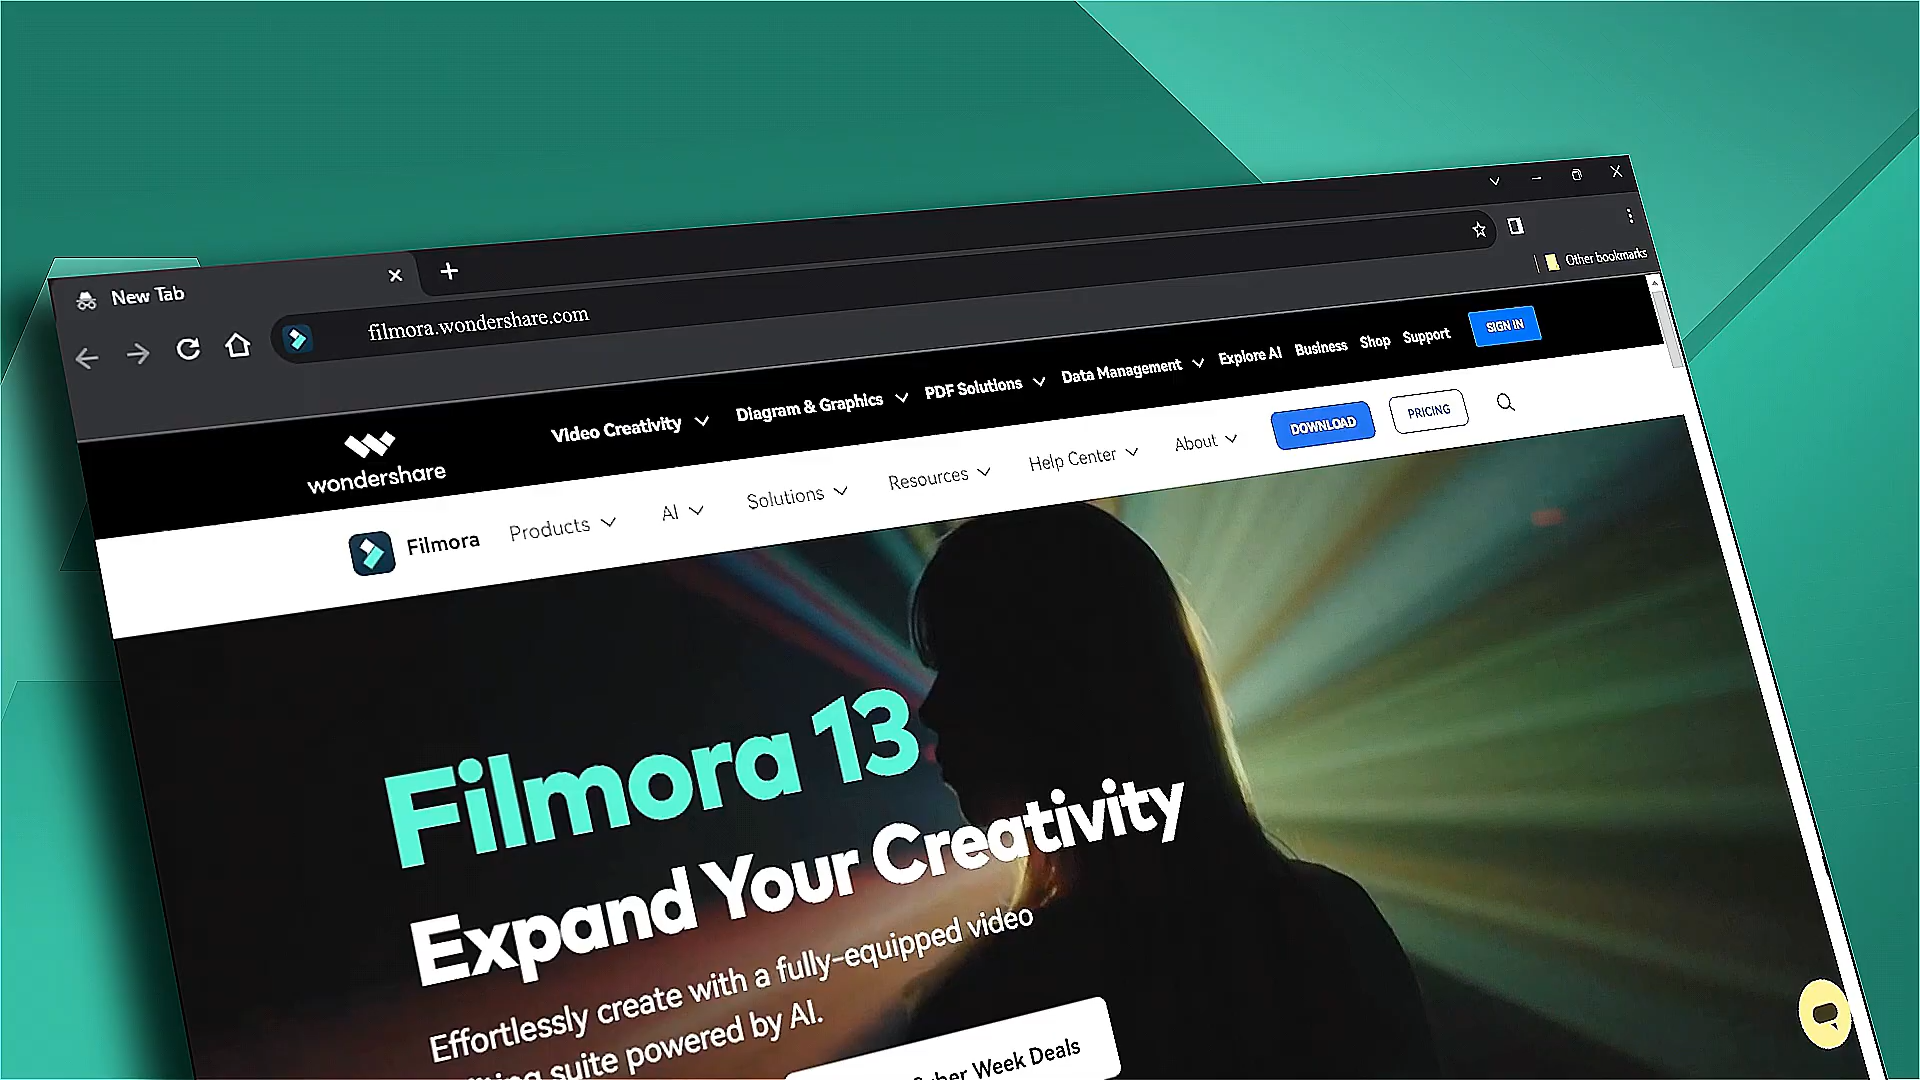 New Tab
filmora.wondershare.com
Other bookmarks
wondershare
Video Creativity
Diagram & Graphics
PDF Solutions
Data Management
Explore AI
Business
Shop
Support
SIGN IN
Filmora
Products
AI
Solutions
Resources
Help Center
About
DOWNLOAD
PRICING
Filmora 13
Expand Your Creativity
Effortlessly create with a fully-equipped video
suite powered by AI.
Week Deals